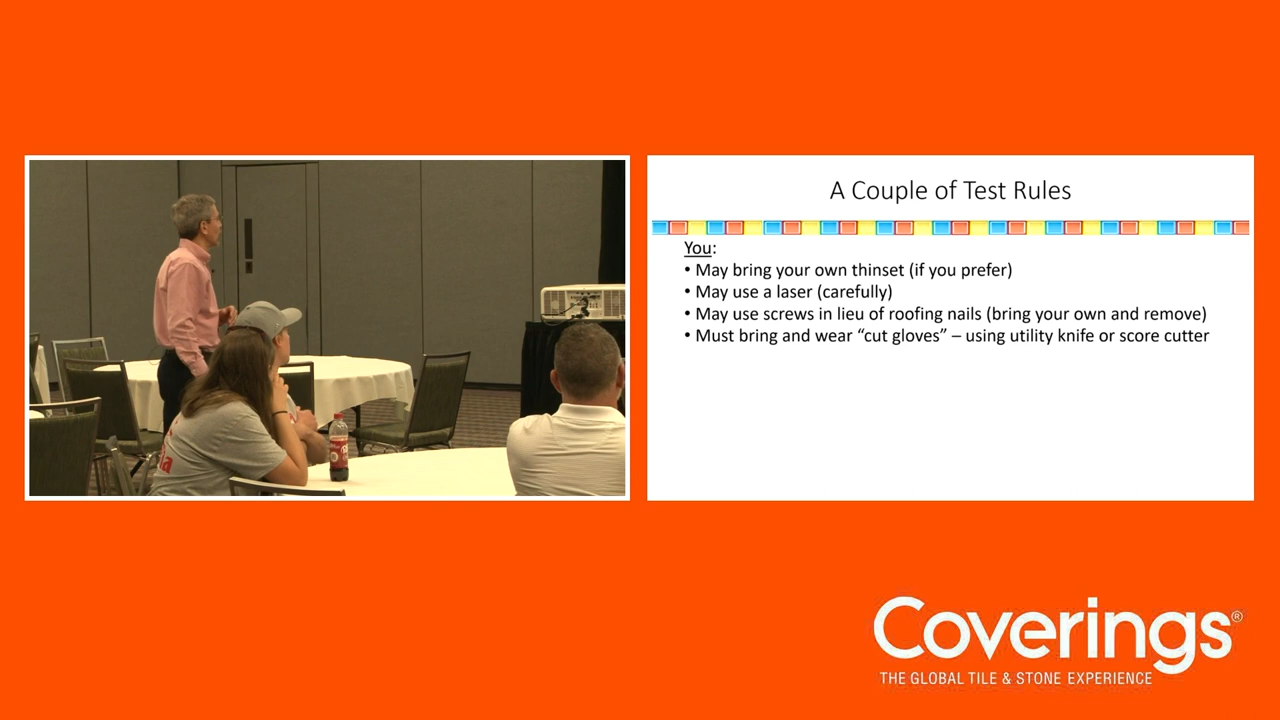 A Couple of Test Rules
You:
• May bring your own thinset (if you prefer)
• May use a laser (carefully)
• May use screws in lieu of roofing nails (bring your own and remove)
• Must bring and wear “cut gloves” – using utility knife or score cutter
Coverings®
THE GLOBAL TILE & STONE EXPERIENCE